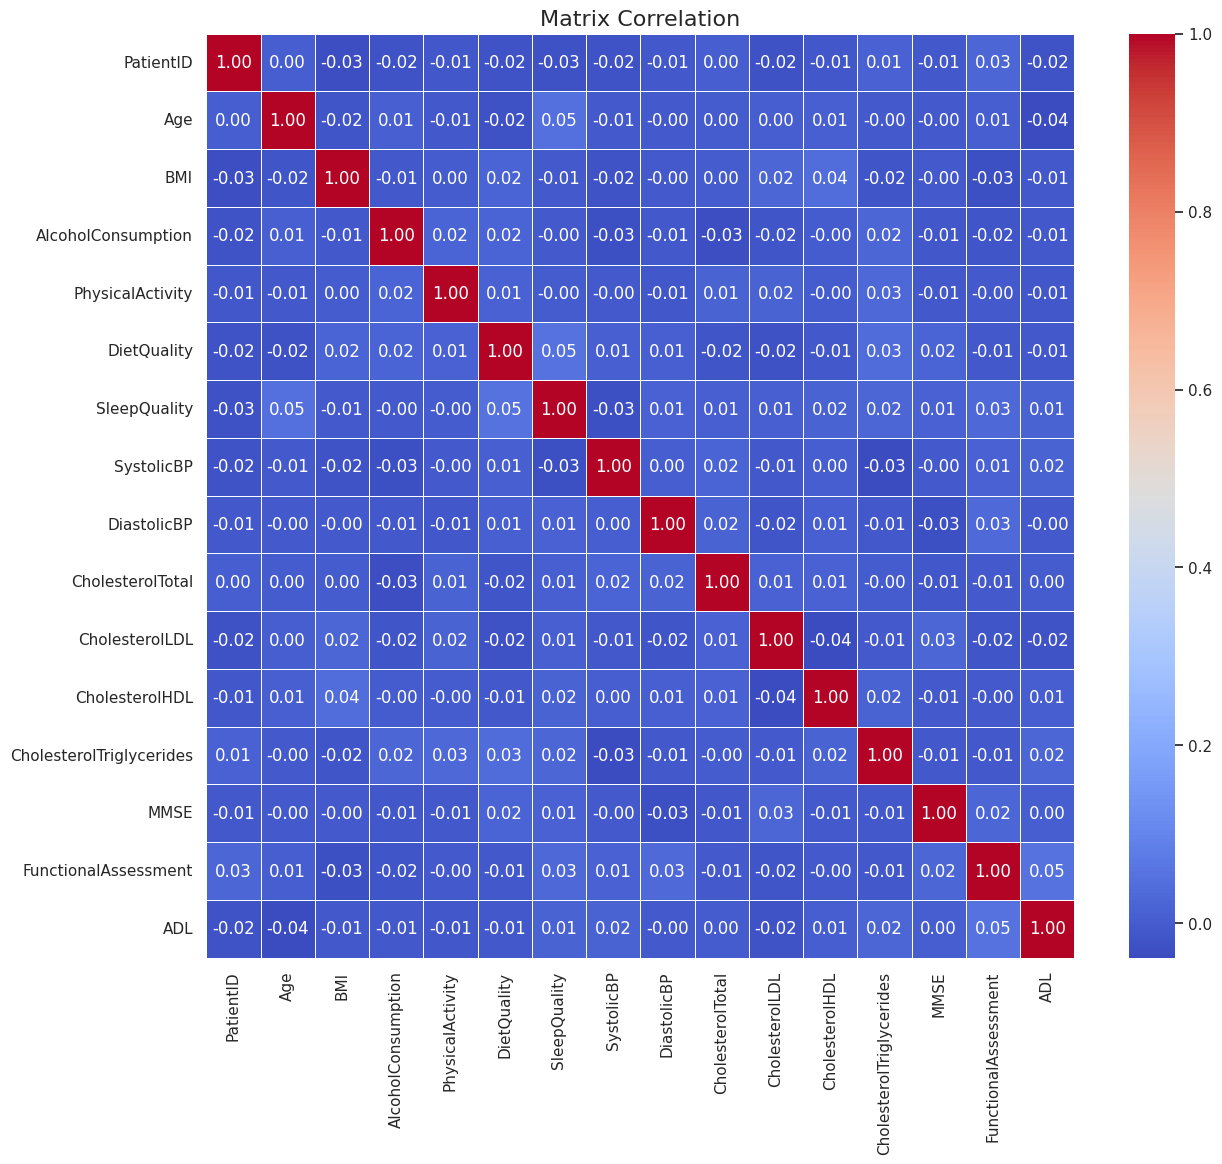 Matrix Correlation
PatientID 1.00 0.00 -0.03 -0.02 -0.01 -0.02 -0.03 -0.02 -0.01 0.00 -0.02 -0.01 0.01 -0.01 0.03 -0.02
Age 0.00 1.00 -0.02 0.01 -0.01 -0.02 0.05 -0.01 -0.00 0.00 0.00 0.01 -0.00 -0.00 0.01 -0.04
BMI -0.03 -0.02 1.00 -0.01 0.00 0.02 -0.01 -0.02 -0.00 0.00 0.02 0.04 -0.02 -0.00 -0.03 -0.01
AlcoholConsumption -0.02 0.01 -0.01 1.00 0.02 0.02 -0.00 -0.03 -0.01 -0.03 -0.02 -0.00 0.02 -0.01 -0.02 -0.01
PhysicalActivity -0.01 -0.01 0.00 0.02 1.00 0.01 -0.00 -0.00 -0.01 0.01 0.02 -0.00 0.03 -0.01 -0.00 -0.01
DietQuality -0.02 -0.02 0.02 0.02 0.01 1.00 0.05 0.01 0.01 -0.02 -0.02 -0.01 0.03 0.02 -0.01 -0.01
SleepQuality -0.03 0.05 -0.01 -0.00 -0.00 0.05 1.00 -0.03 0.01 0.01 0.01 0.02 0.02 0.01 0.03 0.01
SystolicBP -0.02 -0.01 -0.02 -0.03 -0.00 0.01 -0.03 1.00 0.00 0.02 -0.01 0.00 -0.03 -0.00 0.01 0.02
DiastolicBP -0.01 -0.00 -0.00 -0.01 -0.01 0.01 0.01 0.00 1.00 0.02 -0.02 0.01 -0.01 -0.03 0.03 -0.00
CholesterolTotal 0.00 0.00 0.00 -0.03 0.01 -0.02 0.01 0.02 0.02 1.00 0.01 0.01 -0.00 -0.01 -0.01 0.00
CholesterolLDL -0.02 0.00 0.02 -0.02 0.02 -0.02 0.01 -0.01 -0.02 0.01 1.00 -0.04 -0.01 0.03 -0.02 -0.02
CholesterolHDL -0.01 0.01 0.04 -0.00 -0.00 -0.01 0.02 0.00 0.01 0.01 -0.04 1.00 0.02 -0.01 -0.00 0.01
CholesterolTriglycerides 0.01 -0.00 -0.02 0.02 0.03 0.03 0.02 -0.03 -0.01 -0.00 -0.01 0.02 1.00 -0.01 -0.01 0.02
MMSE -0.01 -0.00 -0.00 -0.01 -0.01 0.02 0.01 -0.00 -0.03 -0.01 0.03 -0.01 -0.01 1.00 0.02 0.00
FunctionalAssessment 0.03 0.01 -0.03 -0.02 -0.00 -0.01 0.03 0.01 0.03 -0.01 -0.02 -0.00 -0.01 0.02 1.00 0.05
ADL -0.02 -0.04 -0.01 -0.01 -0.01 -0.01 0.01 0.02 -0.00 0.00 -0.02 0.01 0.02 0.00 0.05 1.00
PatientID
Age
BMI
AlcoholConsumption
PhysicalActivity
DietQuality
SleepQuality
SystolicBP
DiastolicBP
CholesterolTotal
CholesterolLDL
CholesterolHDL
CholesterolTriglycerides
MMSE
FunctionalAssessment
ADL
1.0
0.8
0.6
0.4
0.2
0.0